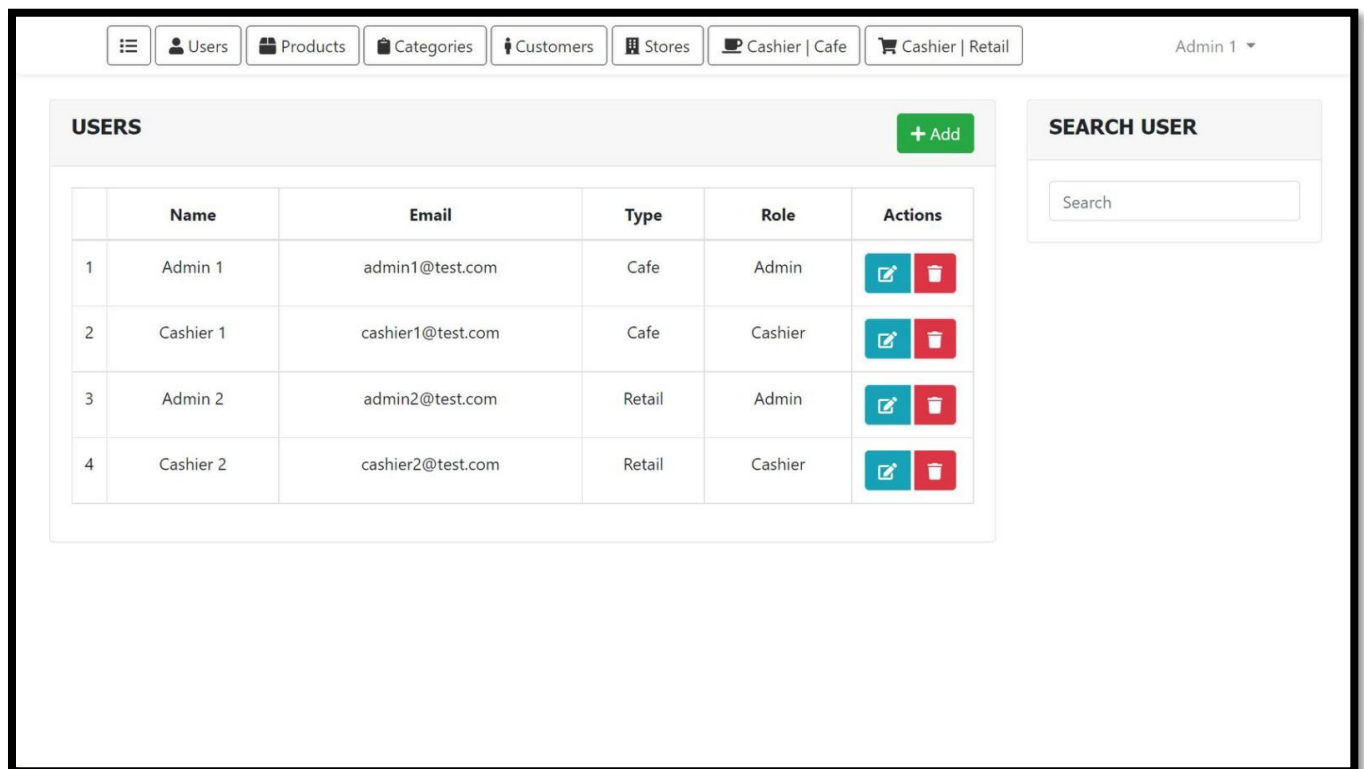 Users Products Categories Customers Stores Cashier | Cafe Cashier | Retail Admin 1
USERS
+ Add
Name Email Type Role Actions
1 Admin 1 admin1@test.com Cafe Admin
2 Cashier 1 cashier1@test.com Cafe Cashier
3 Admin 2 admin2@test.com Retail Admin
4 Cashier 2 cashier2@test.com Retail Cashier
SEARCH USER
Search